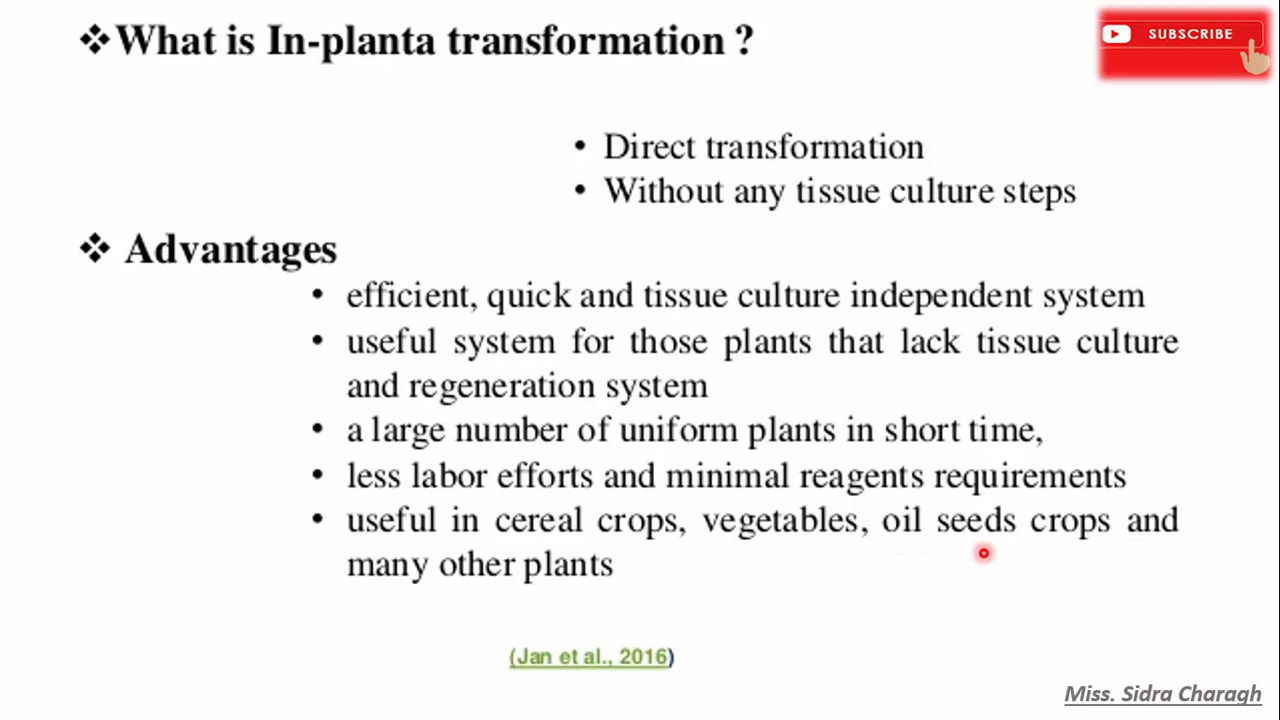 ❖What is In-planta transformation ?
SUBSCRIBE
• Direct transformation
• Without any tissue culture steps
❖ Advantages
• efficient, quick and tissue culture independent system
• useful system for those plants that lack tissue culture
and regeneration system
• a large number of uniform plants in short time,
• less labor efforts and minimal reagents requirements
• useful in cereal crops, vegetables, oil seeds crops and
many other plants
(Jan et al., 2016)
Miss. Sidra Charagh